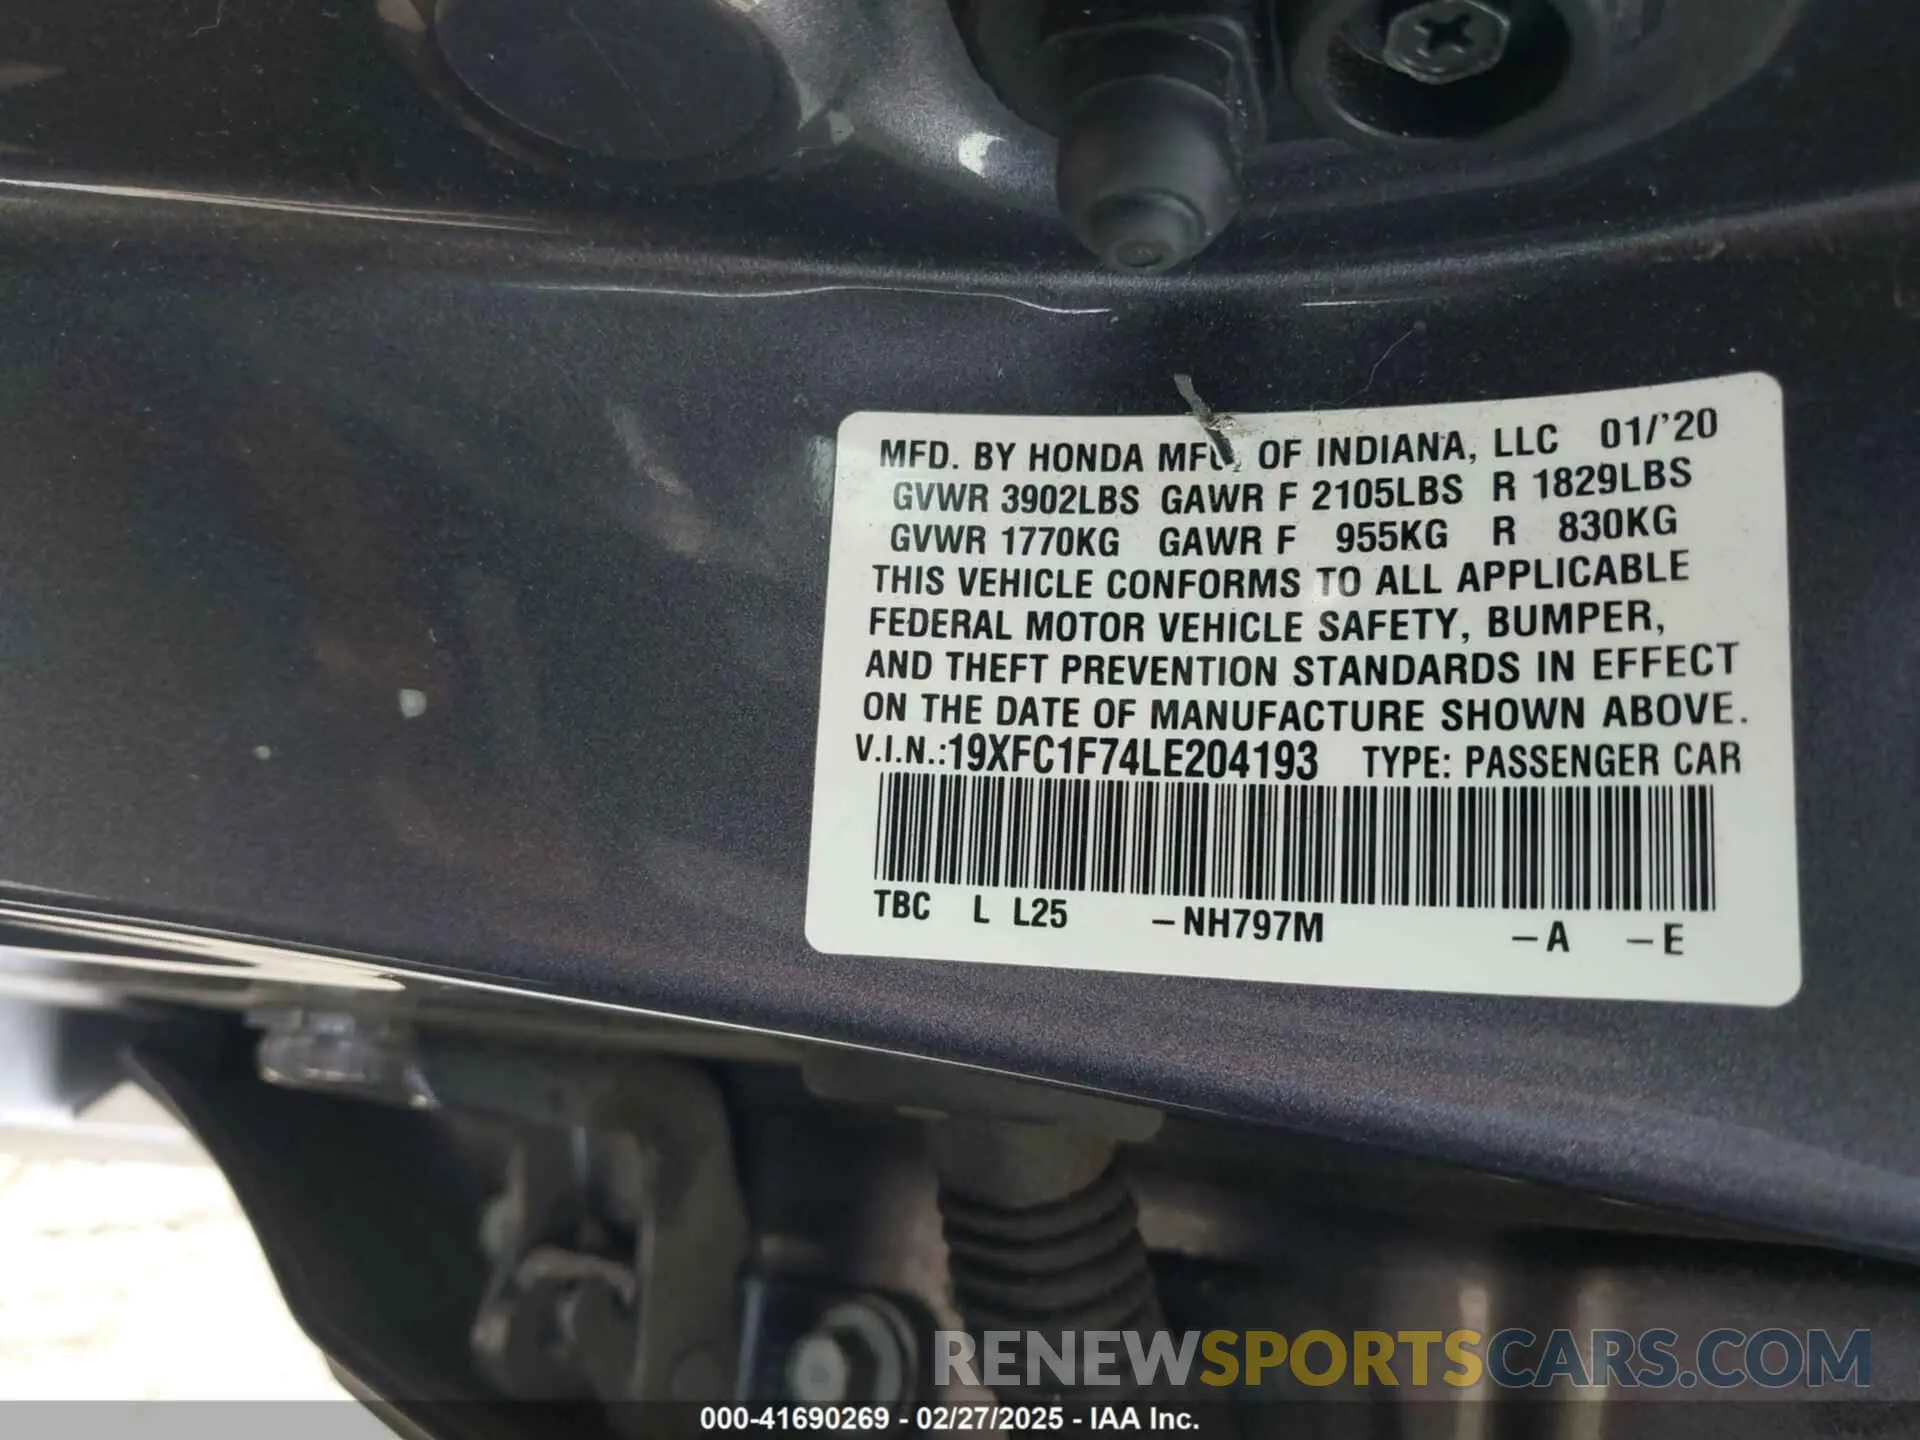 MFD. BY HONDA OF INDIANA, LLC 01/'20
GVWR 3902LBS GAWR F 2105LBS R 1829LBS
GVWR 1770KG GAWR F 955KG R 830KG
THIS VEHICLE CONFORMS TO ALL APPLICABLE
FEDERAL MOTOR VEHICLE SAFETY, BUMPER,
AND THEFT PREVENTION STANDARDS IN EFFECT
ON THE DATE OF MANUFACTURE SHOWN ABOVE.
V.I.N.:19XFC1F74LE204193 TYPE: PASSENGER CAR
TBC L L25 -NH797M -A -E
RENEWSPORTSCARS.COM
000-41690269 - 02/27/2025 - IAA Inc.